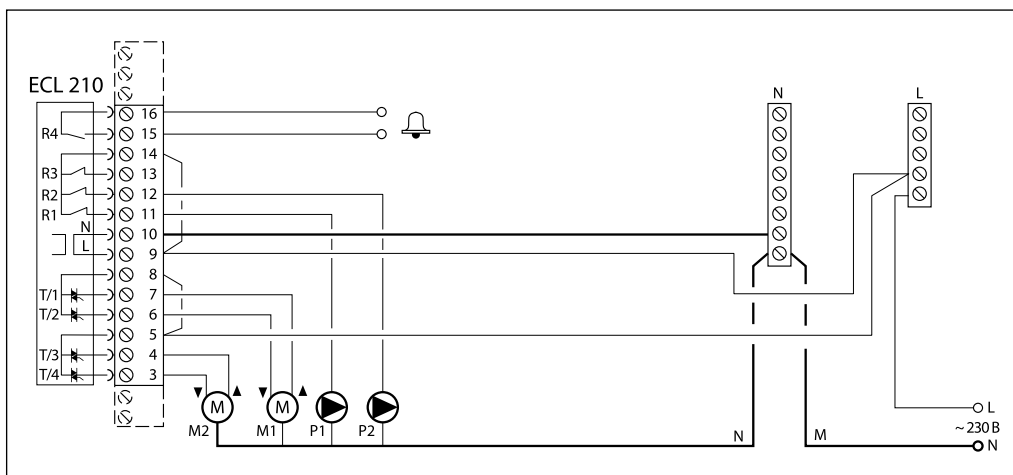 ECL 210
16
R4 15
14
R3 13
R2 12
R1 11
N 10
L 9
8
T/1 7
T/2 6
5
T/3 4
T/4 3
N
L
M
M
M2
M1
P1
P2
N
M
L
~ 230 В
N